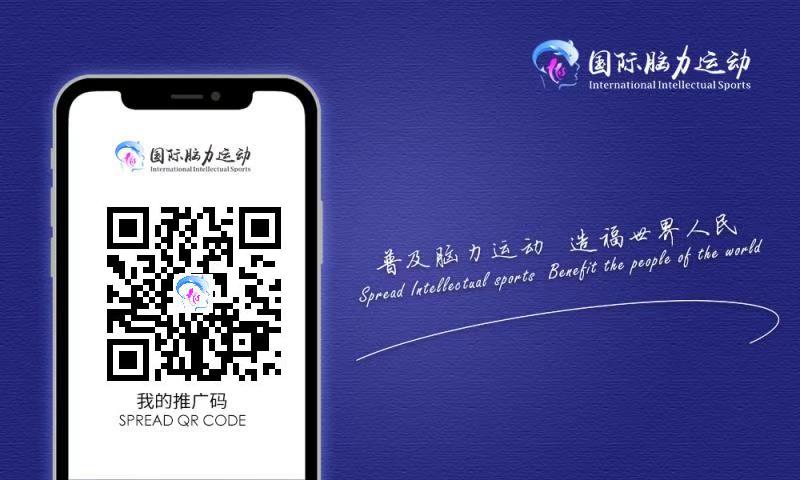 国际脑力运动
International Intellectual Sports
国际脑力运动
International Intellectual Sports
普及脑力运动 造福世界人民
Spread Intellectual sports Benefit the people of the world
我的推广码
SPREAD QR CODE